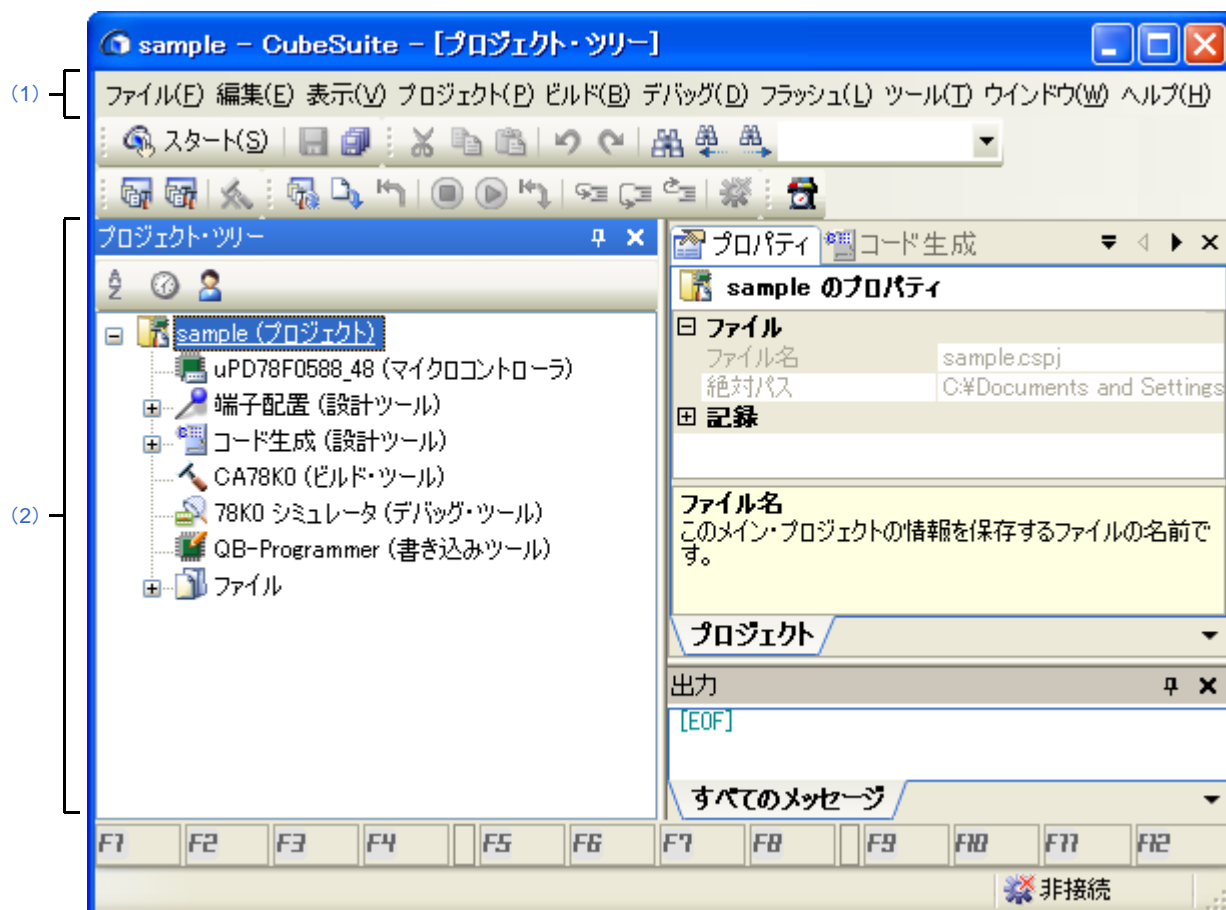 sample - CubeSuite - [プロジェクト・ツリー]
(1)
ファイル(F) 編集(E) 表示(V) プロジェクト(P) ビルド(B) デバッグ(D) フラッシュ(L) ツール(T) ウインドウ(W) ヘルプ(H)
スタート(S)
(2)
プロジェクト・ツリー
sample (プロジェクト)
uPD78F0588_48 (マイクロコントローラ)
端子配置 (設計ツール)
コード生成 (設計ツール)
CA78K0 (ビルド・ツール)
78K0 シミュレータ (デバッグ・ツール)
QB-Programmer (書き込みツール)
ファイル
プロパティ コード生成
sample のプロパティ
ファイル
ファイル名 sample.cspj
絶対パス C:¥Documents and Settings
記録
ファイル名
このメイン・プロジェクトの情報を保存するファイルの名前で
す。
プロジェクト
出力
[EOF]
すべてのメッセージ
F1 F2 F3 F4 F5 F6 F7 F8 F9 F10 F11 F12
非接続